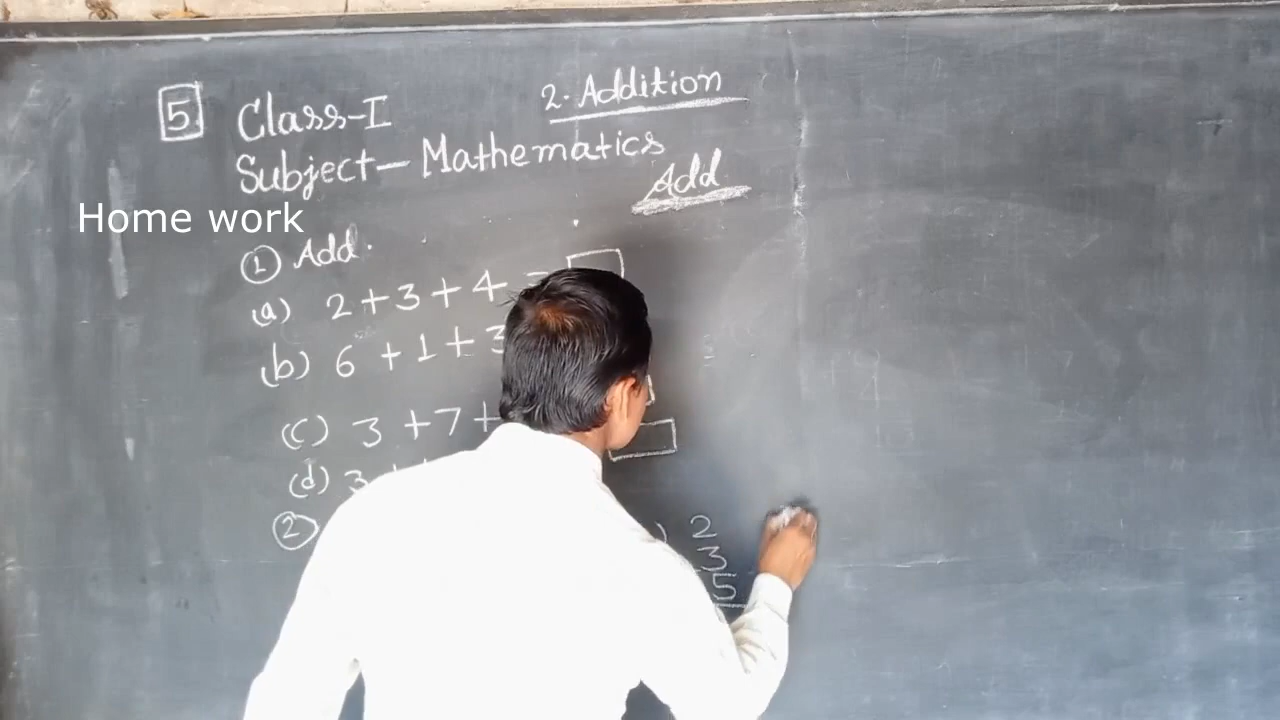 5 Class-I 2. Addition
Subject- Mathematics
Add
Home work
① Add.
(a) 2+3+4 =
(b) 6+1+3
(c) 3+7+
(d) 3
②
2
3
5